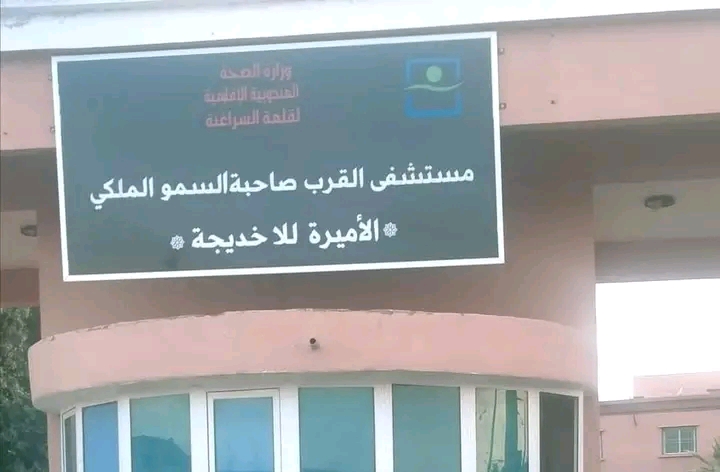 وزارة الصحة
المندوبية الإقليمية
لقلعة السراغنة
مستشفى القرب صاحبة السمو الملكي
الأميرة للا خديجة